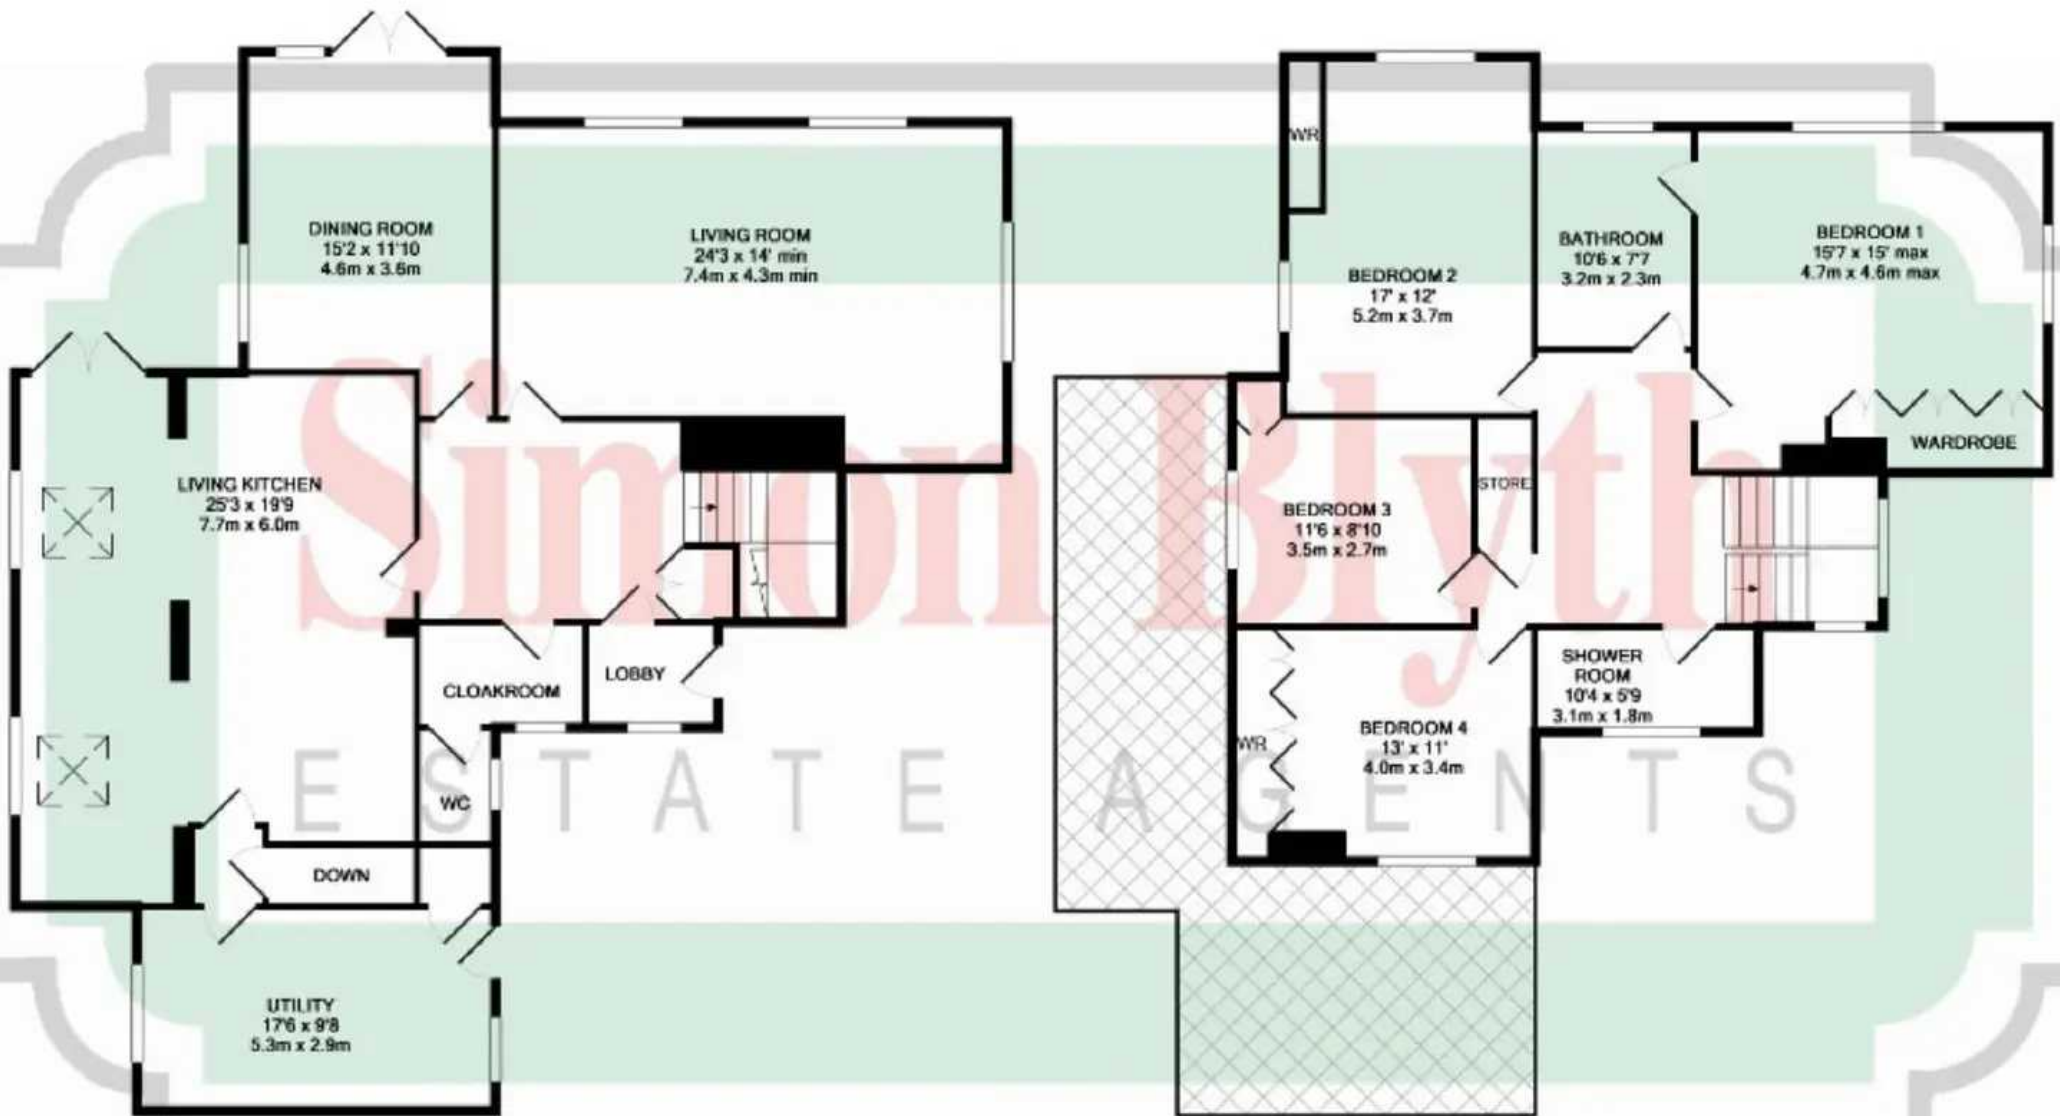 DINING ROOM
15'2 x 11'10
4.6m x 3.6m
LIVING ROOM
24'3 x 14' min
7.4m x 4.3m min
LIVING KITCHEN
25'3 x 19'9
7.7m x 6.0m
CLOAKROOM
LOBBY
WC
DOWN
UTILITY
17'6 x 9'8
5.3m x 2.9m
WR
BEDROOM 2
17' x 12'
5.2m x 3.7m
BATHROOM
10'6 x 7'7
3.2m x 2.3m
BEDROOM 1
15'7 x 15' max
4.7m x 4.6m max
WARDROBE
STORE
BEDROOM 3
11'6 x 8'10
3.5m x 2.7m
SHOWER
ROOM
10'4 x 5'9
3.1m x 1.8m
WR
BEDROOM 4
13' x 11'
4.0m x 3.4m
Simon Blyth
ESTATE AGENTS